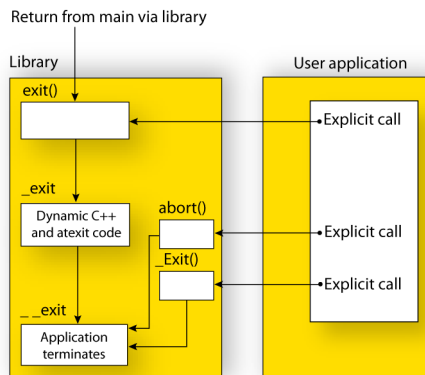 Return from main via library
Library
User application
exit()
Explicit call
_exit
Dynamic C++
and atexit code
abort()
Explicit call
_Exit()
Explicit call
_ _exit
Application
terminates